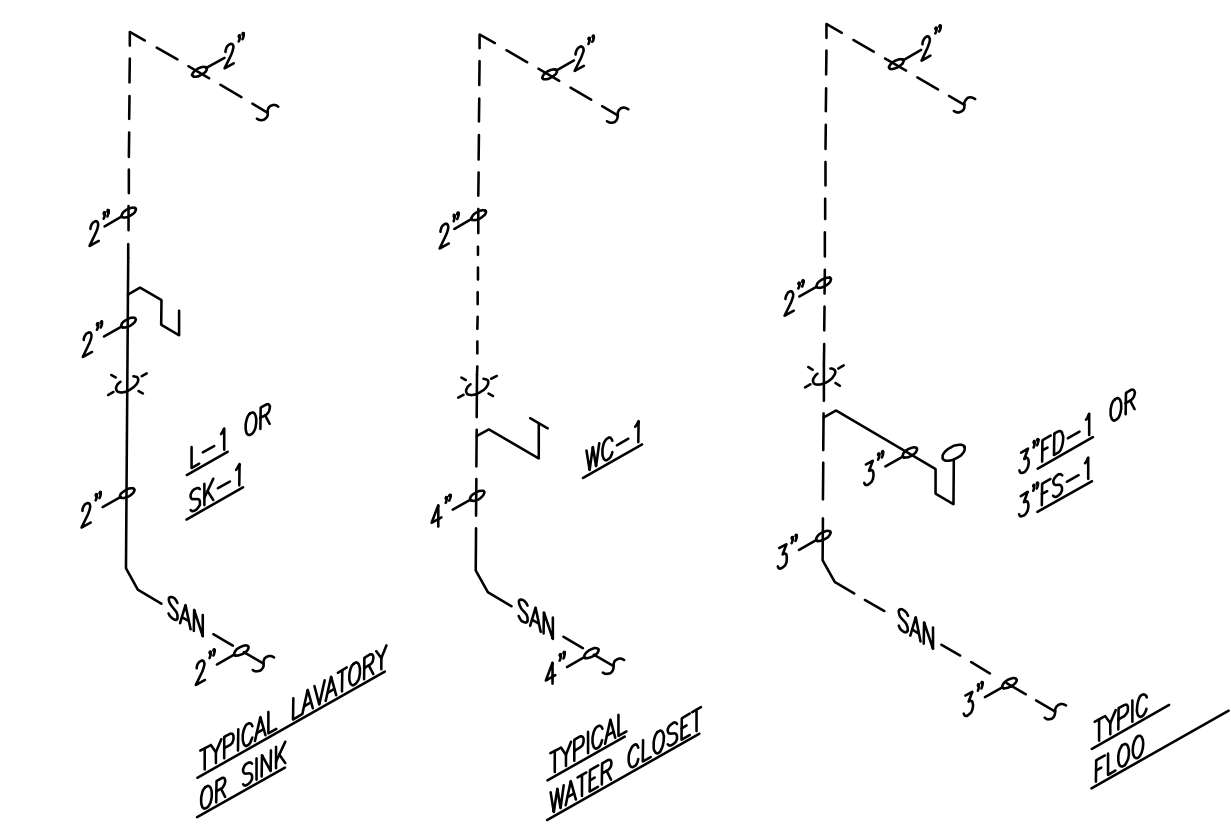 2"
2"
2"
L-1 OR
SK-1
2"
SAN
2"
TYPICAL LAVATORY
OR SINK
2"
2"
WC-1
4"
SAN
4"
TYPICAL
WATER CLOSET
2"
2"
3"
3"FD-1 OR
3"FS-1
3"
SAN
3"
TYPIC
FLOO